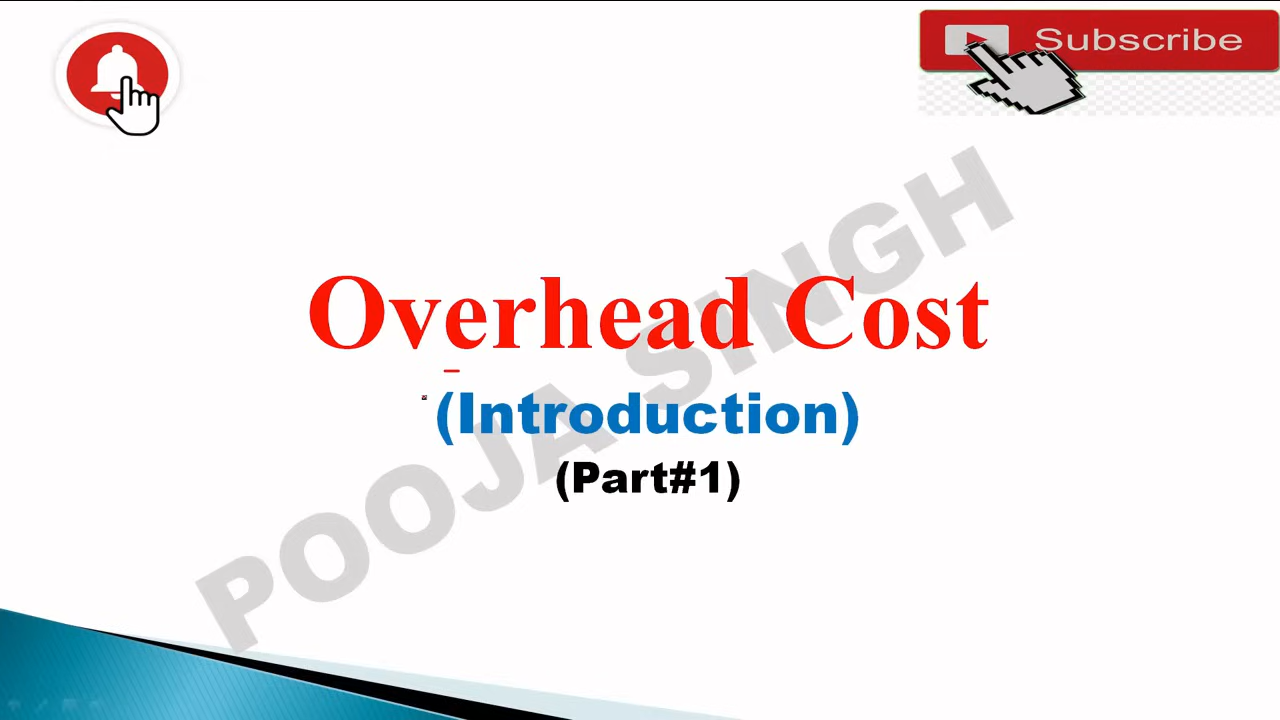 Subscribe
Overhead Cost
(Introduction)
(Part#1)
POOJA SINGH